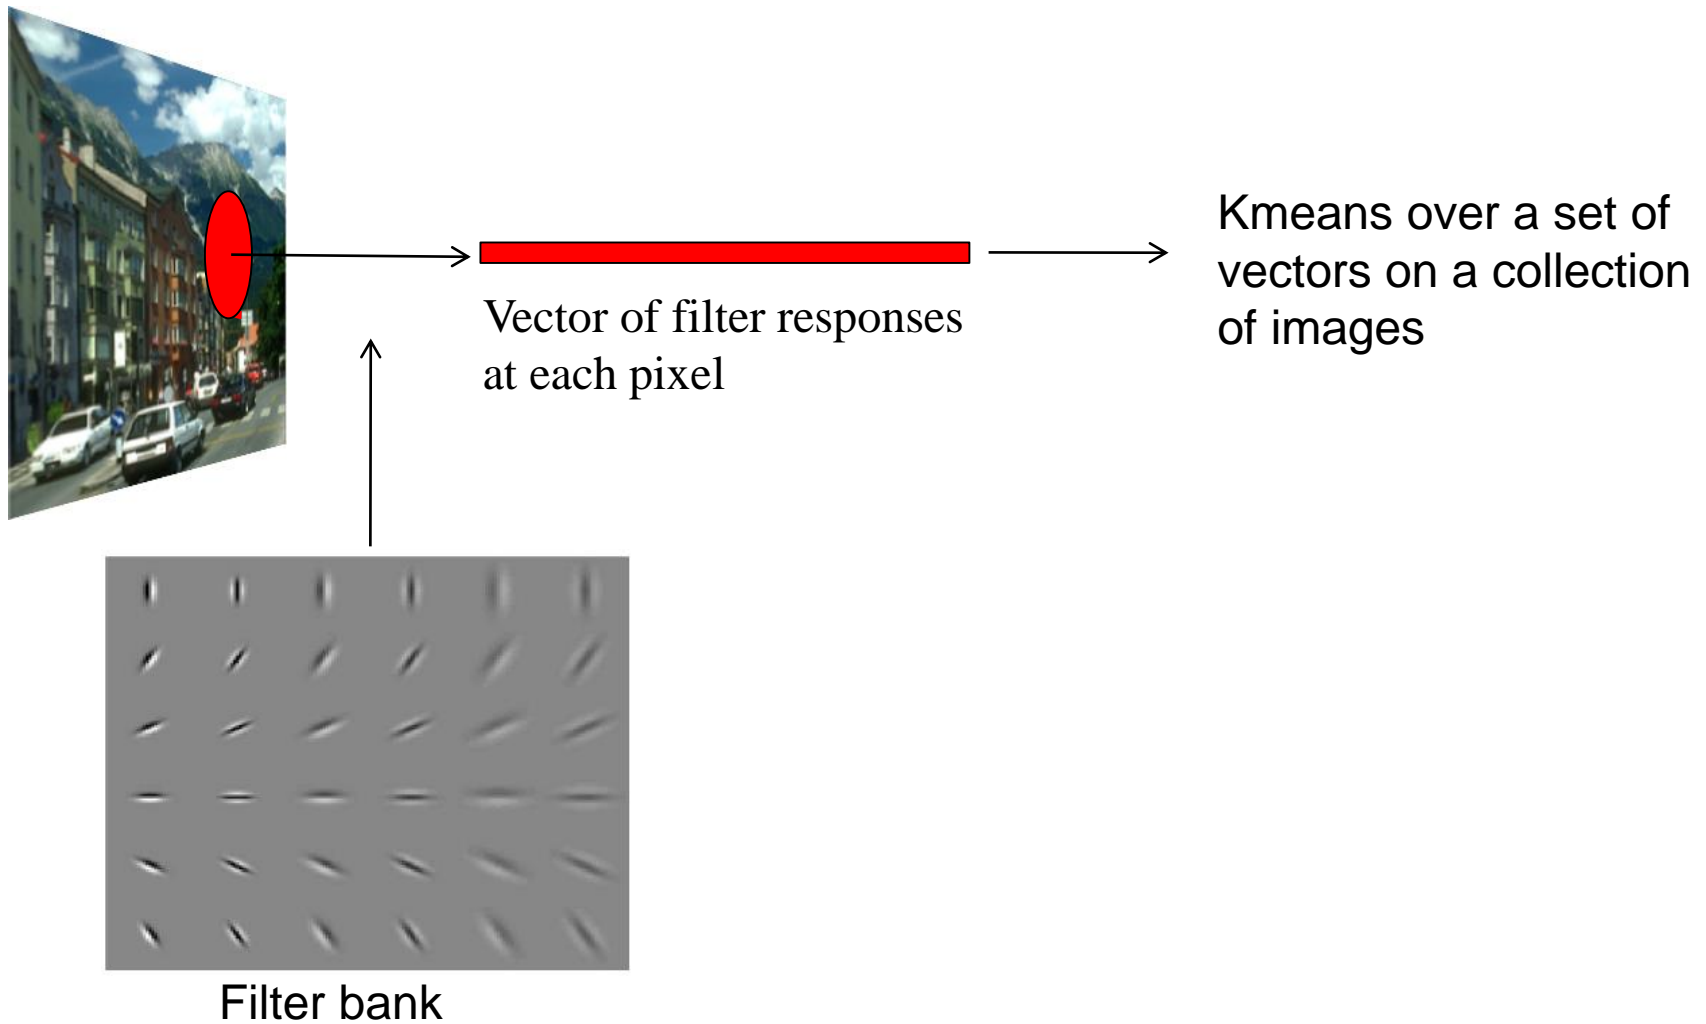 Kmeans over a set of
vectors on a collection
of images
Vector of filter responses
at each pixel
Filter bank